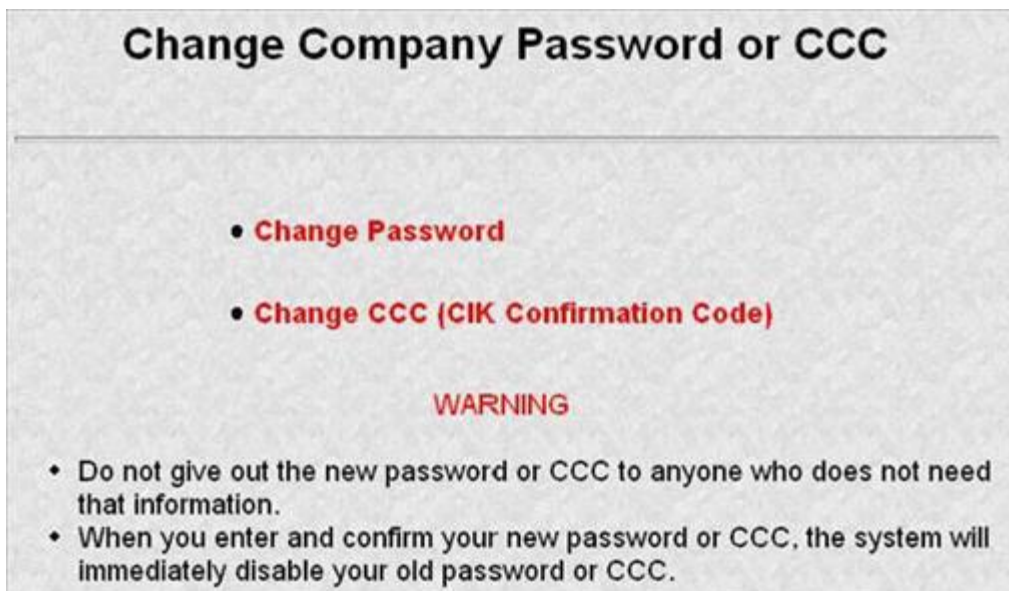 Change Company Password or CCC
• Change Password
• Change CCC (CIK Confirmation Code)
WARNING
• Do not give out the new password or CCC to anyone who does not need
that information.
• When you enter and confirm your new password or CCC, the system will
immediately disable your old password or CCC.